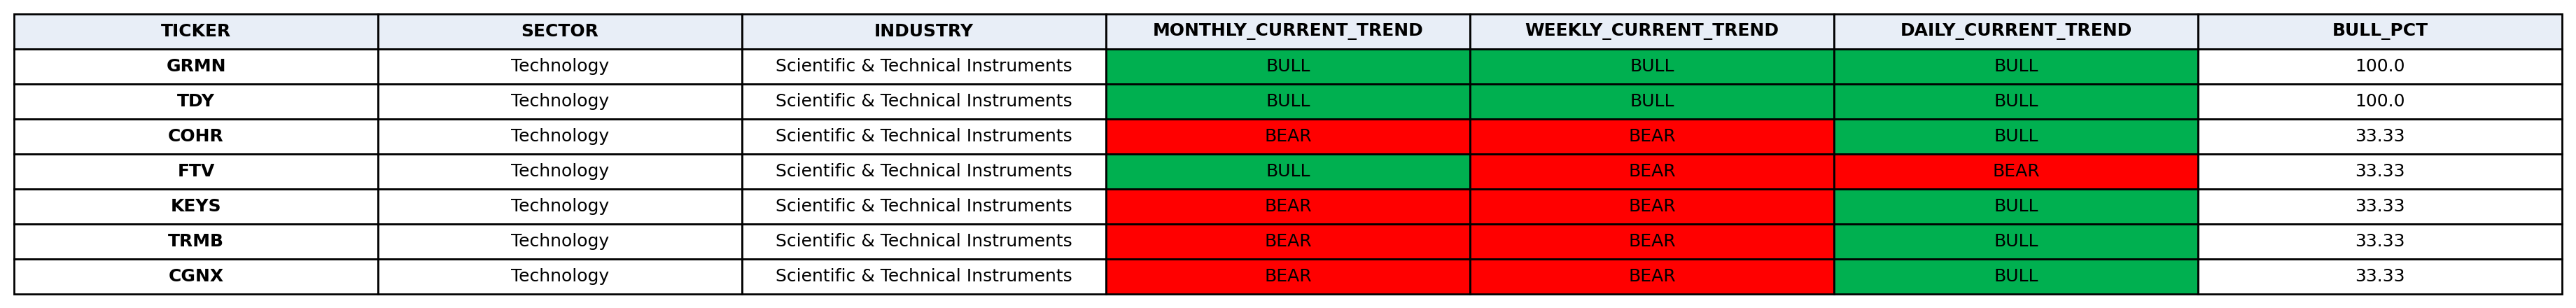 TICKER SECTOR INDUSTRY MONTHLY_CURRENT_TREND WEEKLY_CURRENT_TREND DAILY_CURRENT_TREND BULL_PCT
GRMN Technology Scientific & Technical Instruments BULL BULL BULL 100.0
TDY Technology Scientific & Technical Instruments BULL BULL BULL 100.0
COHR Technology Scientific & Technical Instruments BEAR BEAR BULL 33.33
FTV Technology Scientific & Technical Instruments BULL BEAR BEAR 33.33
KEYS Technology Scientific & Technical Instruments BEAR BEAR BULL 33.33
TRMB Technology Scientific & Technical Instruments BEAR BEAR BULL 33.33
CGNX Technology Scientific & Technical Instruments BEAR BEAR BULL 33.33